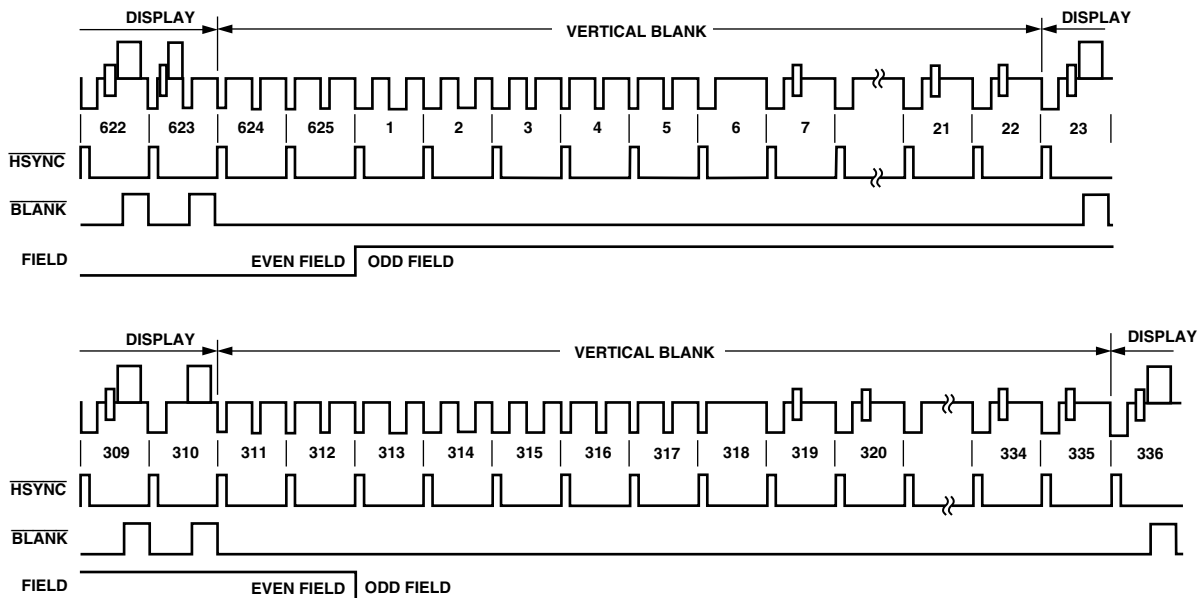 DISPLAY VERTICAL BLANK DISPLAY
622 623 624 625 1 2 3 4 5 6 7 21 22 23
HSYNC
BLANK
FIELD EVEN FIELD ODD FIELD
DISPLAY VERTICAL BLANK DISPLAY
309 310 311 312 313 314 315 316 317 318 319 320 334 335 336
HSYNC
BLANK
FIELD EVEN FIELD ODD FIELD